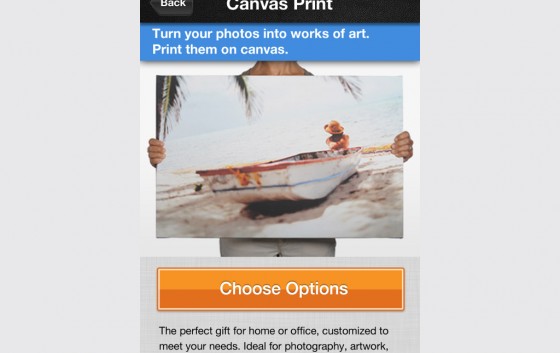 Back
Canvas Print
Turn your photos into works of art.
Print them on canvas.
Choose Options
The perfect gift for home or office, customized to
meet your needs. Ideal for photography, artwork,